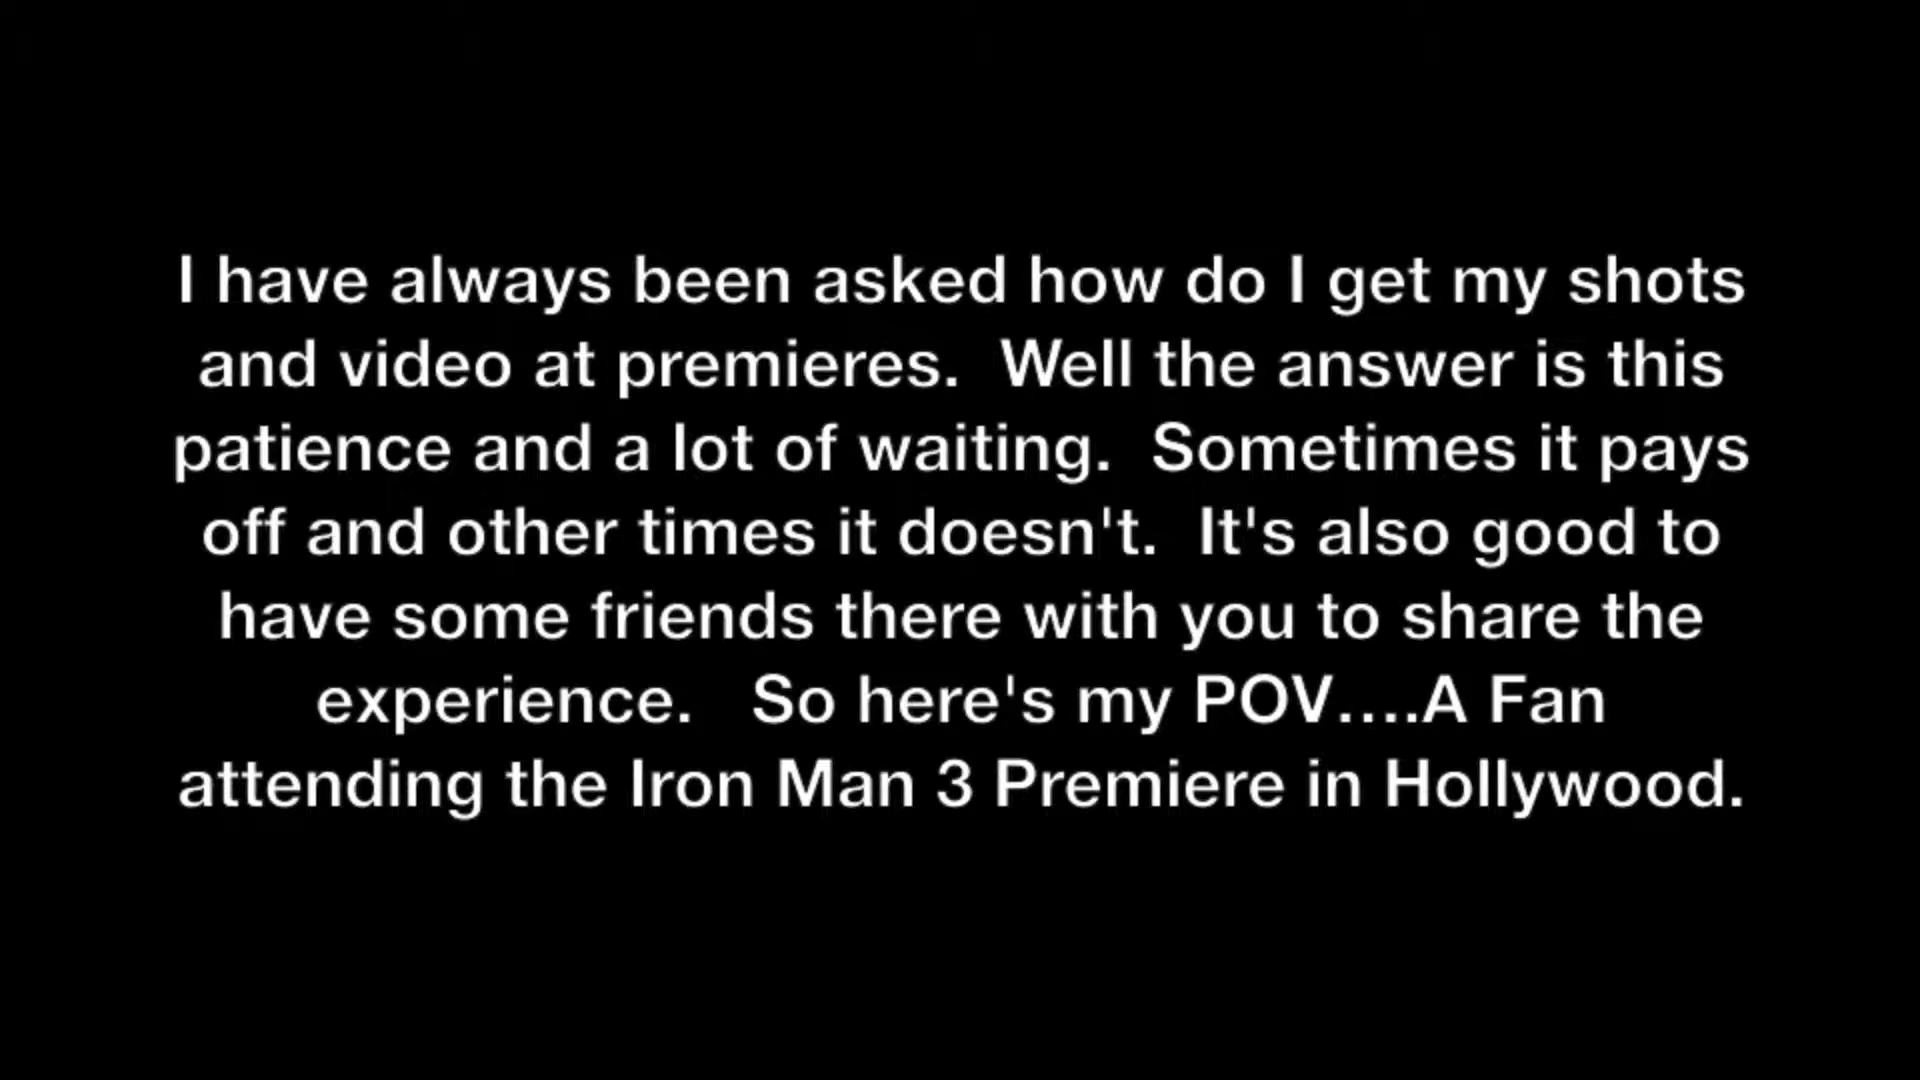 I have always been asked how do I get my shots
and video at premieres.  Well the answer is this
patience and a lot of waiting.  Sometimes it pays
off and other times it doesn't.  It's also good to
have some friends there with you to share the
experience.   So here's my POV....A Fan
attending the Iron Man 3 Premiere in Hollywood.